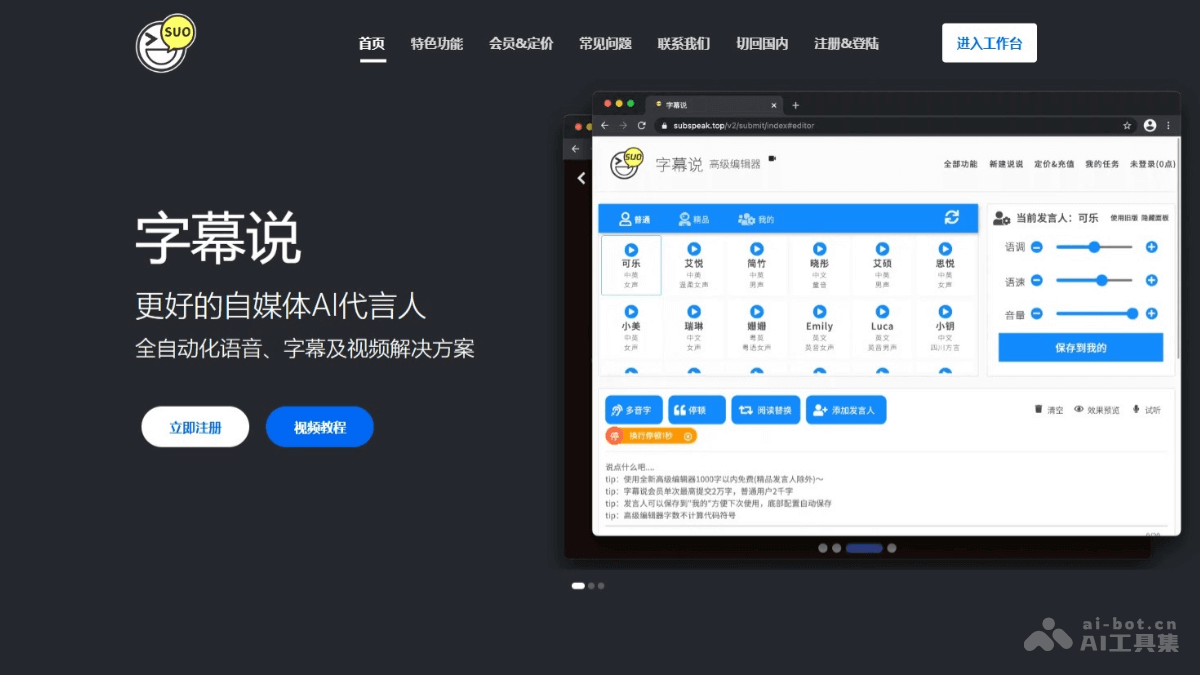 SUO
首页 特色功能 会员&定价 常见问题 联系我们 切回国内 注册&登陆
进入工作台
字幕说
更好的自媒体AI代言人
全自动化语音、字幕及视频解决方案
立即注册 视频教程
字幕说
subspeak.top/v2/submit/index#editor
SUO
字幕说 高级编辑器
全部功能 新建说说 定价&充值 我的任务 未登录(0点)
普通 精品 我的
可乐 艾悦 简竹 晓彤 艾硕 思悦
中英 中英 中英 中文 中英 中英
女声 温柔女声 男声 童音 男声 女声
小美 瑞琳 姗姗 Emily Luca 小玥
中英 中文 粤英 英文 英文 中文
女声 女声 粤语女声 英音女声 英音男声 四川方言
当前发言人：可乐 使用旧版 隐藏面板
语调
语速
音量
保存到我的
多音字 停顿 阅读替换 添加发言人
清空 效果预览 试听
停 换行停顿1秒
说点什么吧....
tip：使用全新高级编辑器1000字以内免费(精品发言人除外)～
tip：字幕说会员单次最高提交2万字，普通用户2千字
tip：发言人可以保存到"我的"方便下次使用，底部配置自动保存
tip：高级编辑器字数不计算代码符号
ai-bot.cn
AI工具集